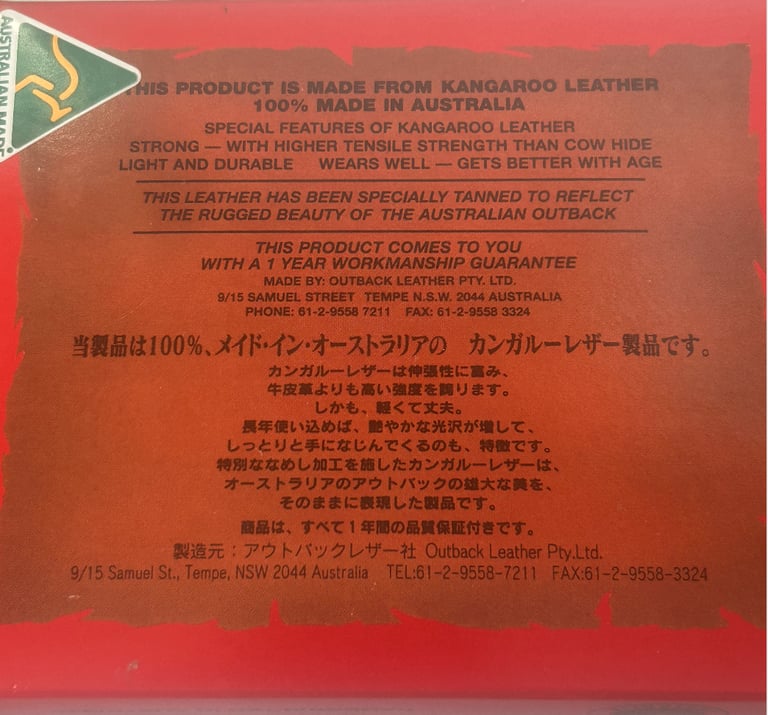 AUSTRALIAN MADE
THIS PRODUCT IS MADE FROM KANGAROO LEATHER
100% MADE IN AUSTRALIA
SPECIAL FEATURES OF KANGAROO LEATHER
STRONG — WITH HIGHER TENSILE STRENGTH THAN COW HIDE
LIGHT AND DURABLE WEARS WELL — GETS BETTER WITH AGE
THIS LEATHER HAS BEEN SPECIALLY TANNED TO REFLECT
THE RUGGED BEAUTY OF THE AUSTRALIAN OUTBACK
THIS PRODUCT COMES TO YOU
WITH A 1 YEAR WORKMANSHIP GUARANTEE
MADE BY: OUTBACK LEATHER PTY. LTD.
9/15 SAMUEL STREET TEMPE N.S.W. 2044 AUSTRALIA
PHONE: 61-2-9558 7211 FAX: 61-2-9558 3324
当製品は100%、メイド・イン・オーストラリアの カンガルーレザー製品です。
カンガルーレザーは伸張性に富み、
牛皮革よりも高い強度を誇ります。
しかも、軽くて丈夫。
長年使い込めば、艶やかな光沢が増して、
しっとりと手になじんでくるのも、特徴です。
特別ななめし加工を施したカンガルーレザーは、
オーストラリアのアウトバックの雄大な美を、
そのままに表現した製品です。
商品は、すべて1年間の品質保証付きです。
製造元：アウトバックレザー社 Outback Leather Pty.Ltd.
9/15 Samuel St., Tempe, NSW 2044 Australia TEL:61-2-9558-7211 FAX:61-2-9558-3324